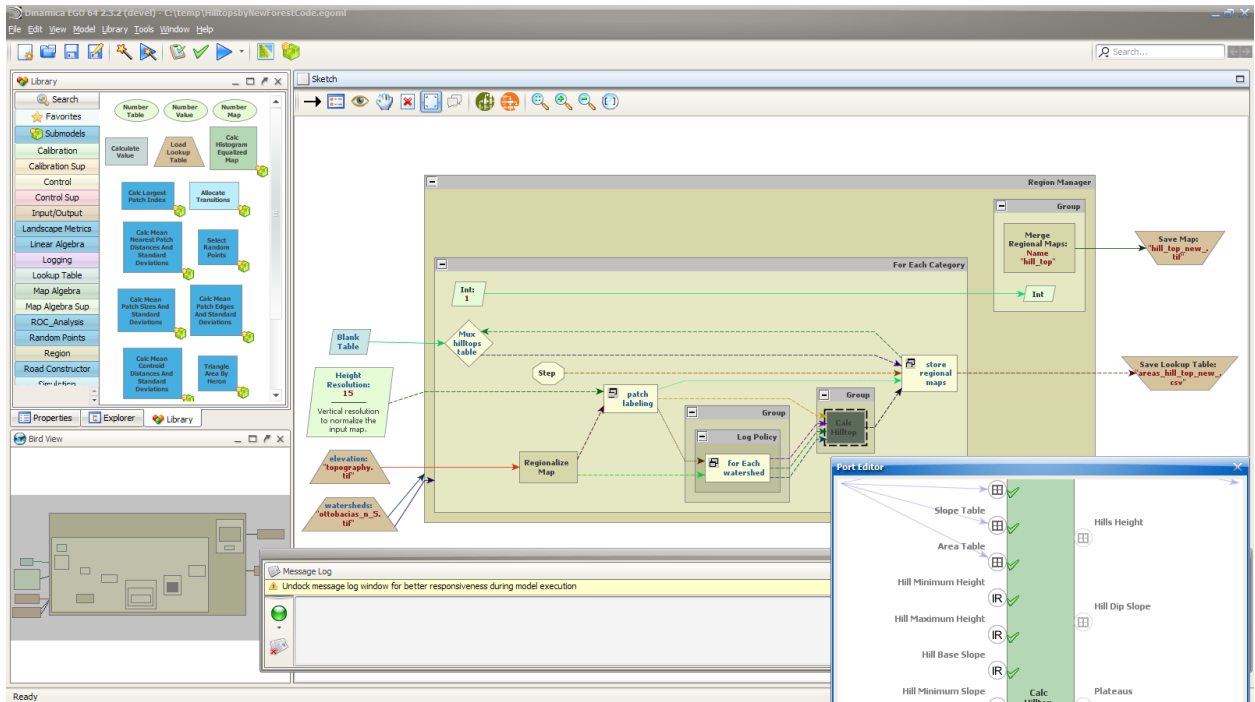 Dinamica EGO 64 2.3.2 (devel) - C:\temp\HilltopsbyNewForestCode.egoml
File Edit View Model Library Tools Window Help
Search...
Library
Search
Favorites
Submodels
Calibration
Calibration Sup
Control
Control Sup
Input/Output
Landscape Metrics
Linear Algebra
Logging
Lookup Table
Map Algebra
Map Algebra Sup
ROC_Analysis
Random Points
Region
Road Constructor
Simulation
Number
Table
Number
Value
Number
Map
Calculate
Value
Load
Lookup
Table
Calc
Histogram
Equalized
Map
Calc Largest
Patch Index
Allocate
Transitions
Calc Mean
Nearest Patch
Distances And
Standard
Deviations
Select
Random
Points
Calc Mean
Patch Sizes And
Standard
Deviations
Calc Mean
Patch Edges
And Standard
Deviations
Calc Mean
Centroid
Distances And
Standard
Deviations
Triangle
Area By
Heron
Properties
Explorer
Library
Bird View
Sketch
Region Manager
Group
Merge
Regional Maps:
Name
"hill_top"
Int
Save Map:
"hill_top_new_.
tif"
For Each Category
Int:
1
Blank
Table
Mux
hilltops
table
Step
Height
Resolution:
15
Vertical resolution
to normalize the
input map.
patch
labeling
store
regional
maps
Save Lookup Table:
"areas_hill_top_new_.
csv"
Group
Calc
Hilltop
Group
Log Policy
for Each
watershed
elevation:
"topography.
tif"
Regionalize
Map
watersheds:
"ottobacias_n_5.
tif"
Message Log
Undock message log window for better responsiveness during model execution
Port Editor
Slope Table
Area Table
Hill Minimum Height
IR
Hill Maximum Height
IR
Hill Base Slope
IR
Hill Minimum Slope
Calc
Hilltop
Hills Height
Hill Dip Slope
Plateaus
Ready